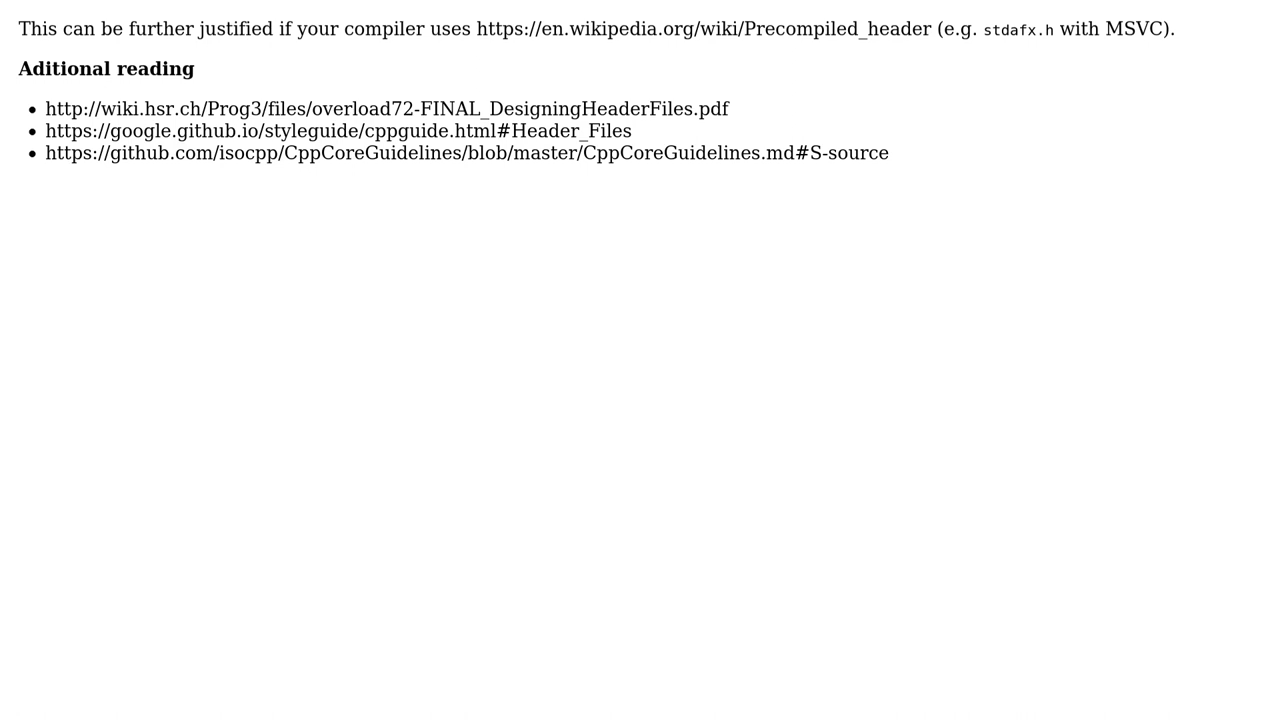 This can be further justified if your compiler uses https://en.wikipedia.org/wiki/Precompiled_header (e.g. stdafx.h with MSVC).
Aditional reading
• http://wiki.hsr.ch/Prog3/files/overload72-FINAL_DesigningHeaderFiles.pdf
• https://google.github.io/styleguide/cppguide.html#Header_Files
• https://github.com/isocpp/CppCoreGuidelines/blob/master/CppCoreGuidelines.md#S-source